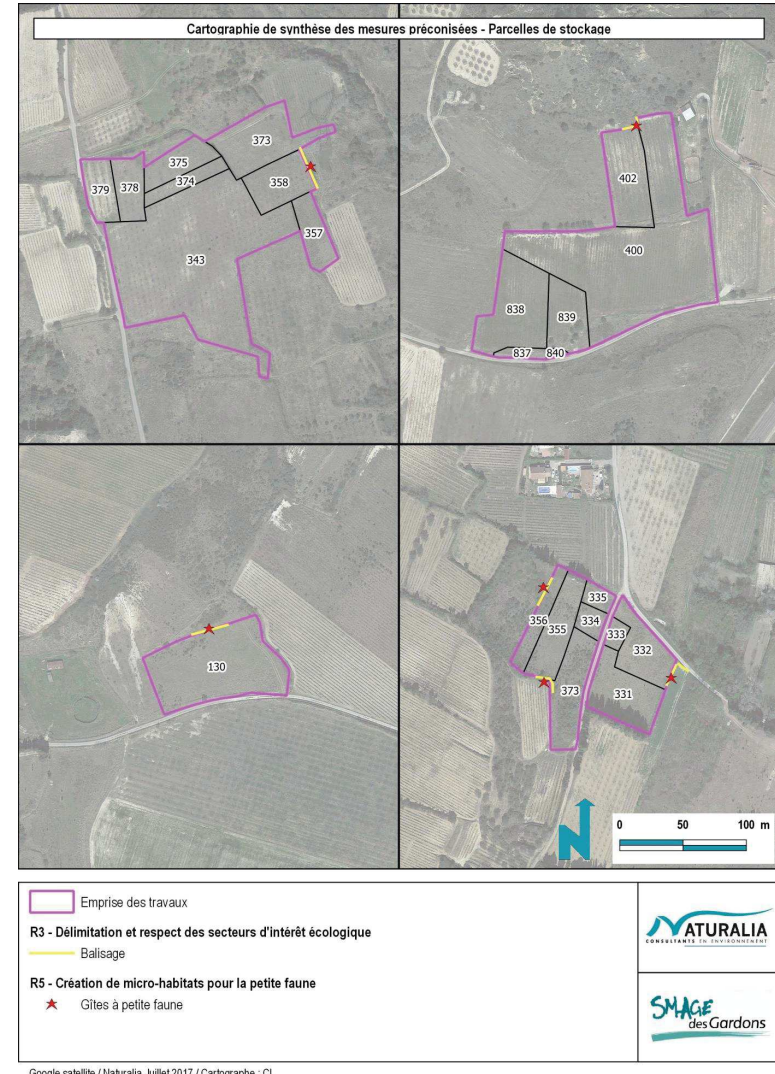 Cartographie de synthèse des mesures préconisées - Parcelles de stockage
373
375
374
379
378
358
357
343
402
400
838
839
837
840
130
335
356
355
334
333
332
331
373
N
0 50 100 m
Emprise des travaux
R3 - Délimitation et respect des secteurs d'intérêt écologique
Balisage
R5 - Création de micro-habitats pour la petite faune
Gîtes à petite faune
NATURALIA
CONSULTANTS EN ENVIRONNEMENT
SMAGE
des Gardons
Google satellite / Naturalia Juillet 2017 / Cartographe : CL